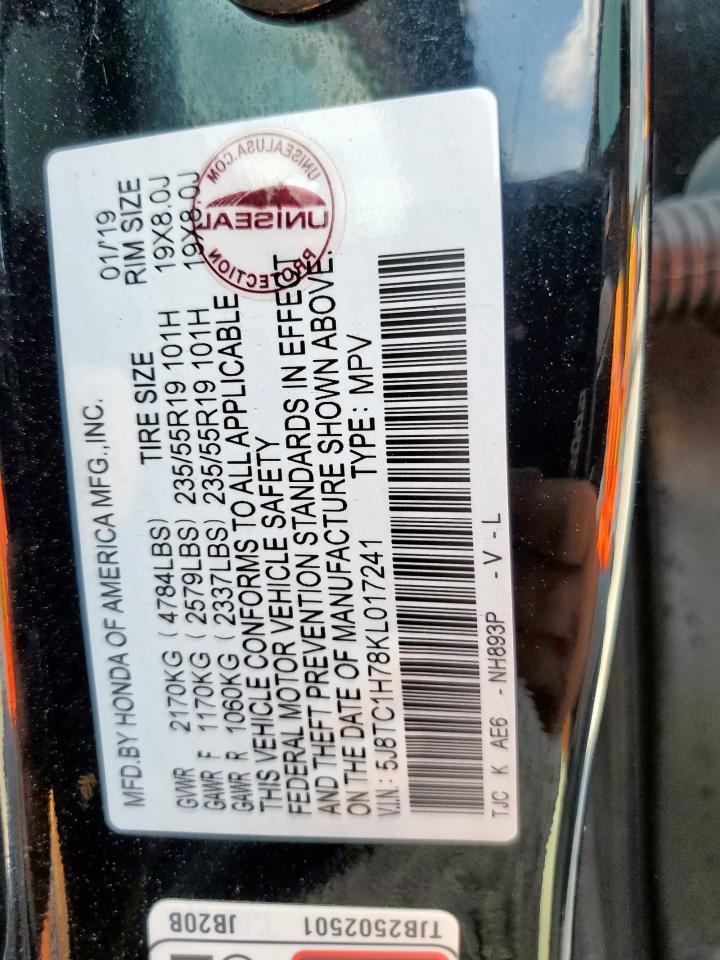 MFD.BY HONDA OF AMERICA MFG.,INC. 01/'19
TIRE SIZE RIM SIZE
GVWR 2170KG ( 4784LBS)
GAWR F 1170KG ( 2579LBS) 235/55R19 101H 19X8.0J
GAWR R 1060KG ( 2337LBS) 235/55R19 101H 19X8.0J
THIS VEHICLE CONFORMS TO ALL APPLICABLE
FEDERAL MOTOR VEHICLE SAFETY
AND THEFT PREVENTION STANDARDS IN EFFECT
ON THE DATE OF MANUFACTURE SHOWN ABOVE.
V.I.N.: 5J8TC1H78KL017241 TYPE: MPV
TJC K AE6 -NH893P -V-L
UNISEALUSA.COM
UNISEAL
PROTECTION
TJB2502501
JB20B